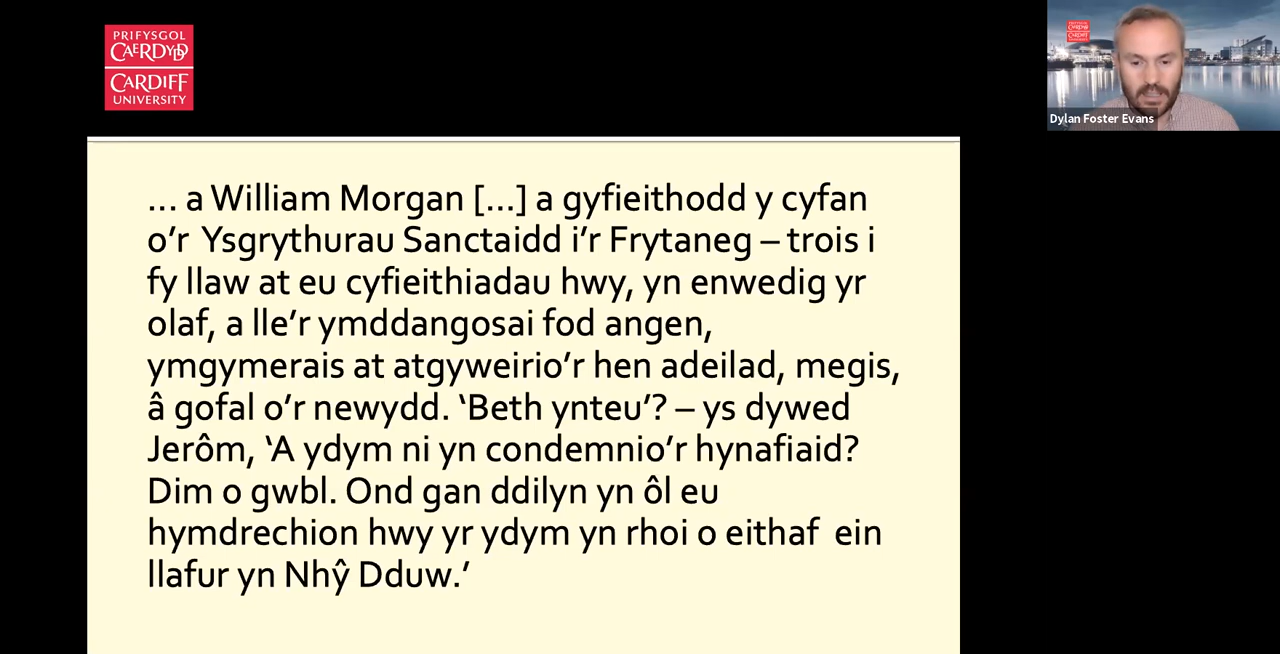 PRIFYSGOL
CAERDYDD
CARDIFF
UNIVERSITY
Dylan Foster Evans
... a William Morgan [...] a gyfieithodd y cyfan
o’r Ysgrythurau Sanctaidd i’r Frytaneg – trois i
fy llaw at eu cyfieithiadau hwy, yn enwedig yr
olaf, a lle’r ymddangosai fod angen,
ymgymerais at atgyweirio’r hen adeilad, megis,
â gofal o’r newydd. ‘Beth ynteu’? – ys dywed
Jerôm, ‘A ydym ni yn condemnio’r hynafiaid?
Dim o gwbl. Ond gan ddilyn yn ôl eu
hymdrechion hwy yr ydym yn rhoi o eithaf ein
llafur yn Nhŷ Dduw.’